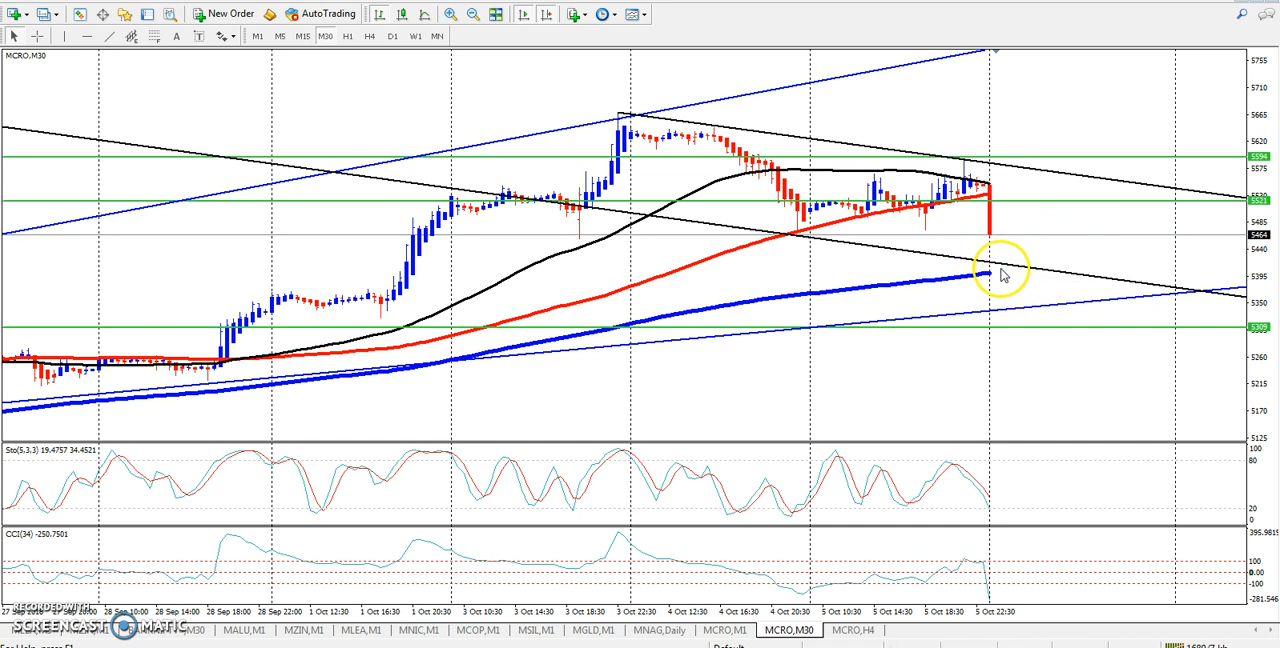 New Order AutoTrading
M1 M5 M15 M30 H1 H4 D1 W1 MN
MCRO,M30
5755
5710
5665
5620
5594
5575
5521
5485
5464
5440
5395
5350
5309
5260
5215
5170
5125
Sto(5,3,3) 19.4757 34.4521
100
80
20
0
CCI(34) -250.7501
395.9815
100
0.00
-100
-281.546
28 Sep 10:00 28 Sep 14:00 28 Sep 18:00 28 Sep 22:00 1 Oct 12:30 1 Oct 16:30 1 Oct 20:30 3 Oct 10:30 3 Oct 14:30 3 Oct 18:30 3 Oct 22:30 4 Oct 12:30 4 Oct 16:30 4 Oct 20:30 5 Oct 10:30 5 Oct 14:30 5 Oct 18:30 5 Oct 22:30
RECORDED WITH
SCREENCAST MATIC
MALU,M1 MZIN,M1 MLEA,M1 MNIC,M1 MCOP,M1 MSIL,M1 MGLD,M1 MNAG,Daily MCRO,M1 MCRO,M30 MCRO,H4